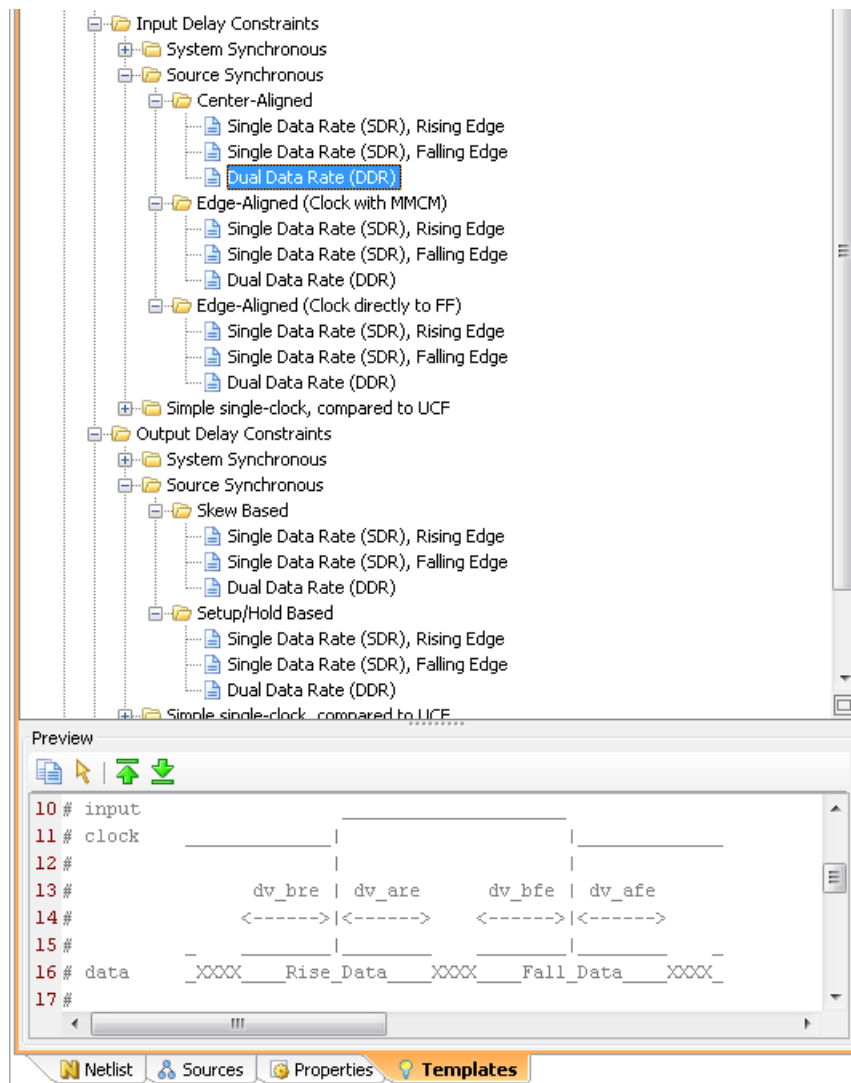 Input Delay Constraints
System Synchronous
Source Synchronous
Center-Aligned
Single Data Rate (SDR), Rising Edge
Single Data Rate (SDR), Falling Edge
Dual Data Rate (DDR)
Edge-Aligned (Clock with MMCM)
Single Data Rate (SDR), Rising Edge
Single Data Rate (SDR), Falling Edge
Dual Data Rate (DDR)
Edge-Aligned (Clock directly to FF)
Single Data Rate (SDR), Rising Edge
Single Data Rate (SDR), Falling Edge
Dual Data Rate (DDR)
Simple single-clock, compared to UCF
Output Delay Constraints
System Synchronous
Source Synchronous
Skew Based
Single Data Rate (SDR), Rising Edge
Single Data Rate (SDR), Falling Edge
Dual Data Rate (DDR)
Setup/Hold Based
Single Data Rate (SDR), Rising Edge
Single Data Rate (SDR), Falling Edge
Dual Data Rate (DDR)
Simple single-clock, compared to UCF
Preview
10 # input                    ___________________
11 # clock    _____________|                   |_____________
12 #                       |                   |
13 #                dv_bre | dv_are     dv_bfe | dv_afe
14 #               <------>|<------>   <------>|<------>
15 #          _    ________|________   ________|________    _
16 # data     _XXXX____Rise_Data____XXXX____Fall_Data____XXXX_
17 #
Netlist Sources Properties Templates